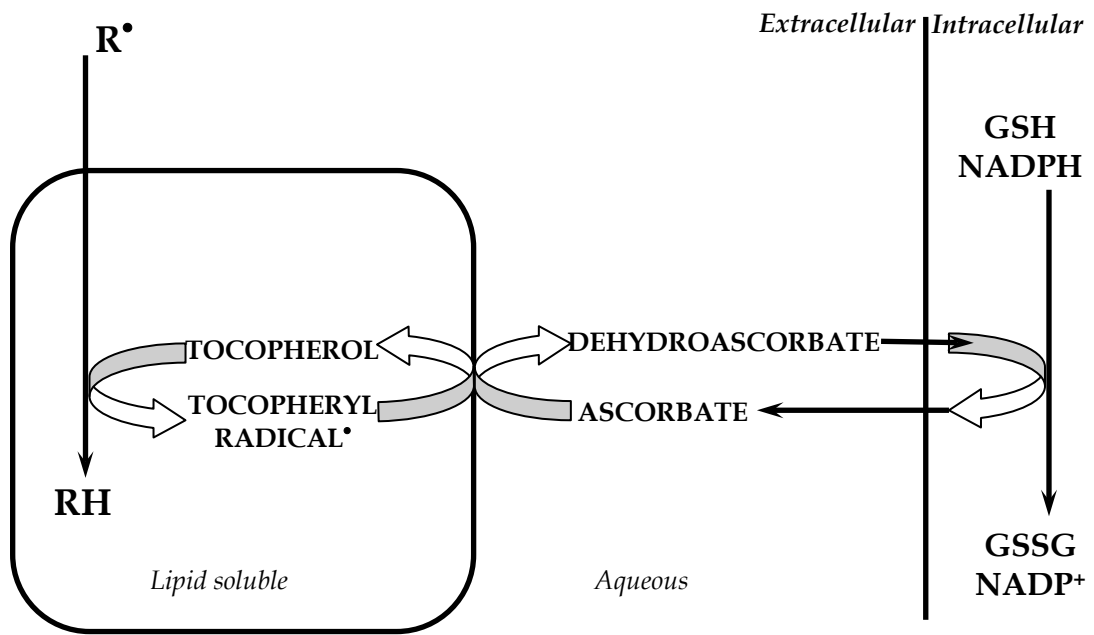 R•
Extracellular
Intracellular
GSH
NADPH
TOCOPHEROL
TOCOPHERYL
RADICAL•
DEHYDROASCORBATE
ASCORBATE
RH
GSSG
NADP⁺
Lipid soluble
Aqueous